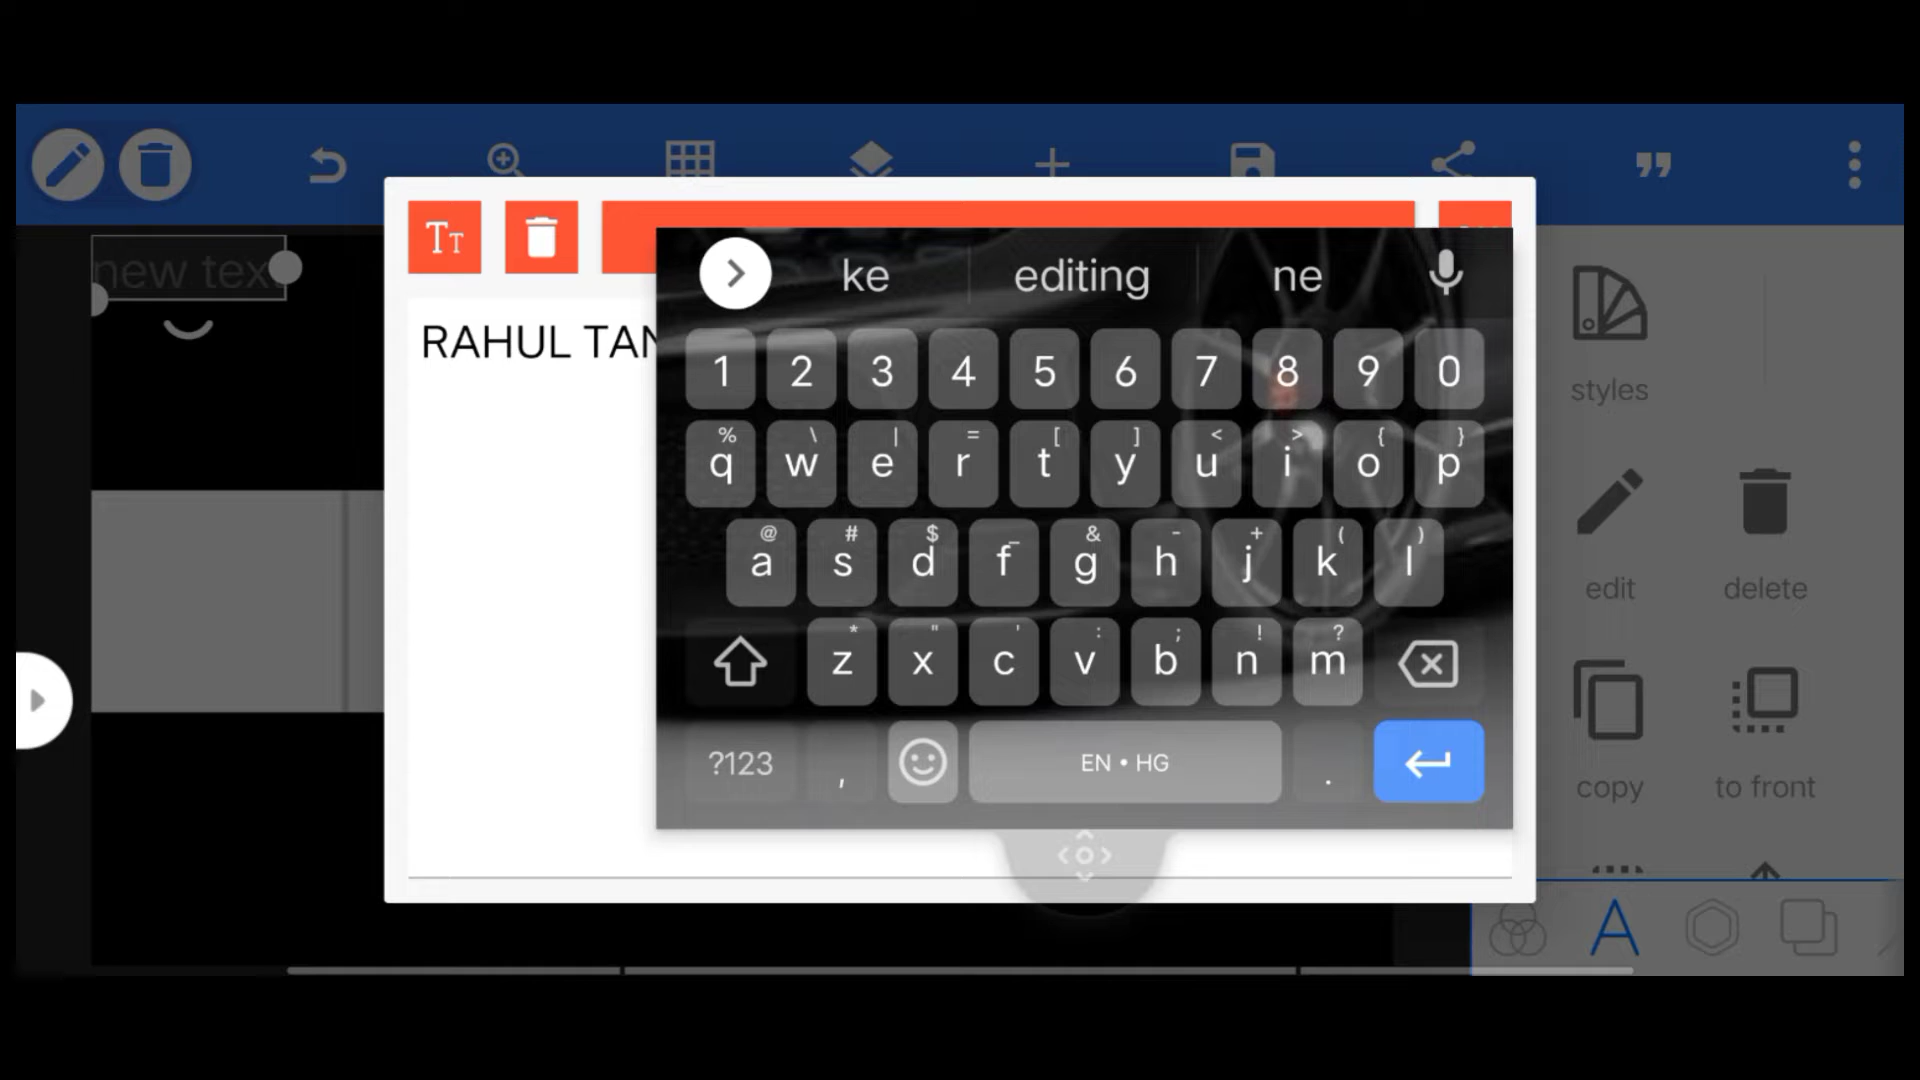 new tex
RAHUL TAN
ke editing ne
1 2 3 4 5 6 7 8 9 0
% \ | = [ ] < > { }
q w e r t y u i o p
@ # $ _ & - + ( )
a s d f g h j k l
* " ' : ; ! ?
z x c v b n m
?123 , EN • HG .
styles
edit delete
copy to front